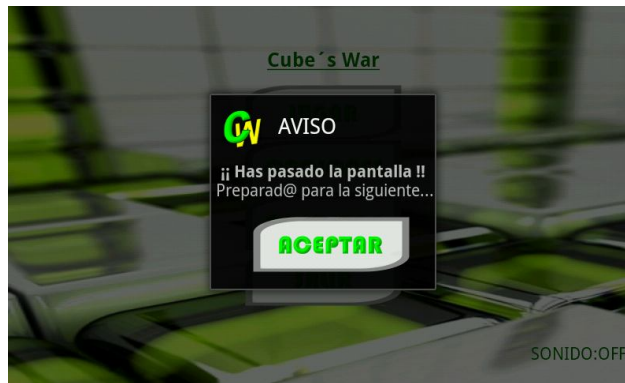 Cube´s War
CW AVISO
¡¡ Has pasado la pantalla !!
Preparad@ para la siguiente...
ACEPTAR
SONIDO:OFF